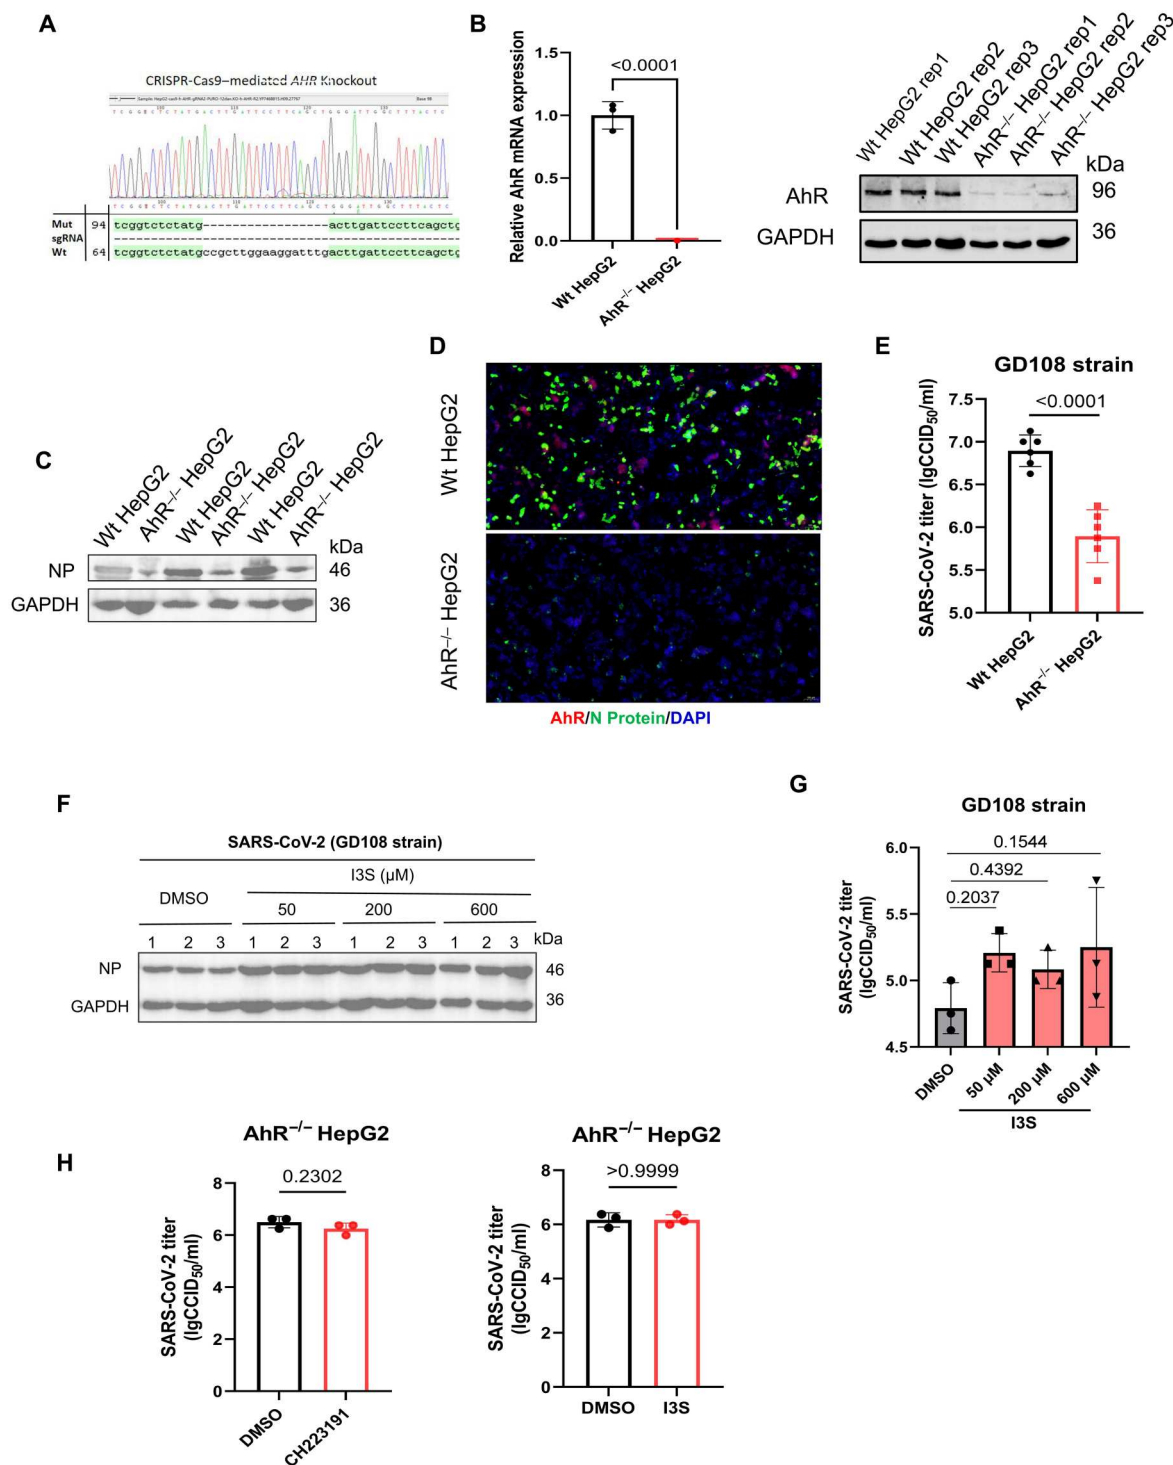 A
CRISPR-Cas9–mediated AHR Knockout
Base 98
Mut 94 tcggtctctatg----------------acttgattccttcagctg
sgRNA
Wt 64 tcggtctctatgccgcttggaaggatttgacttgattccttcagctg
B
Relative AhR mRNA expression
1.5
1.0
0.5
0.0
<0.0001
Wt HepG2
AhR−/− HepG2
Wt HepG2 rep1
Wt HepG2 rep2
Wt HepG2 rep3
AhR−/− HepG2 rep1
AhR−/− HepG2 rep2
AhR−/− HepG2 rep3
kDa
AhR 96
GAPDH 36
C
Wt HepG2
AhR−/− HepG2
Wt HepG2
AhR−/− HepG2
Wt HepG2
AhR−/− HepG2
kDa
NP 46
GAPDH 36
D
Wt HepG2
AhR−/− HepG2
AhR/N Protein/DAPI
E
GD108 strain
<0.0001
SARS-CoV-2 titer (lgCCID50/ml)
7.5
7.0
6.5
6.0
5.5
5.0
Wt HepG2
AhR−/− HepG2
F
SARS-CoV-2 (GD108 strain)
I3S (µM)
DMSO
50 200 600
1 2 3 1 2 3 1 2 3 1 2 3 kDa
NP 46
GAPDH 36
G
GD108 strain
0.1544
0.4392
0.2037
SARS-CoV-2 titer
(lgCCID50/ml)
6.0
5.5
5.0
4.5
DMSO
50 µM
200 µM
600 µM
I3S
H
AhR−/− HepG2
0.2302
SARS-CoV-2 titer
(lgCCID50/ml)
8
6
4
2
0
DMSO
CH223191
AhR−/− HepG2
>0.9999
SARS-CoV-2 titer
(lgCCID50/ml)
8
6
4
2
0
DMSO I3S